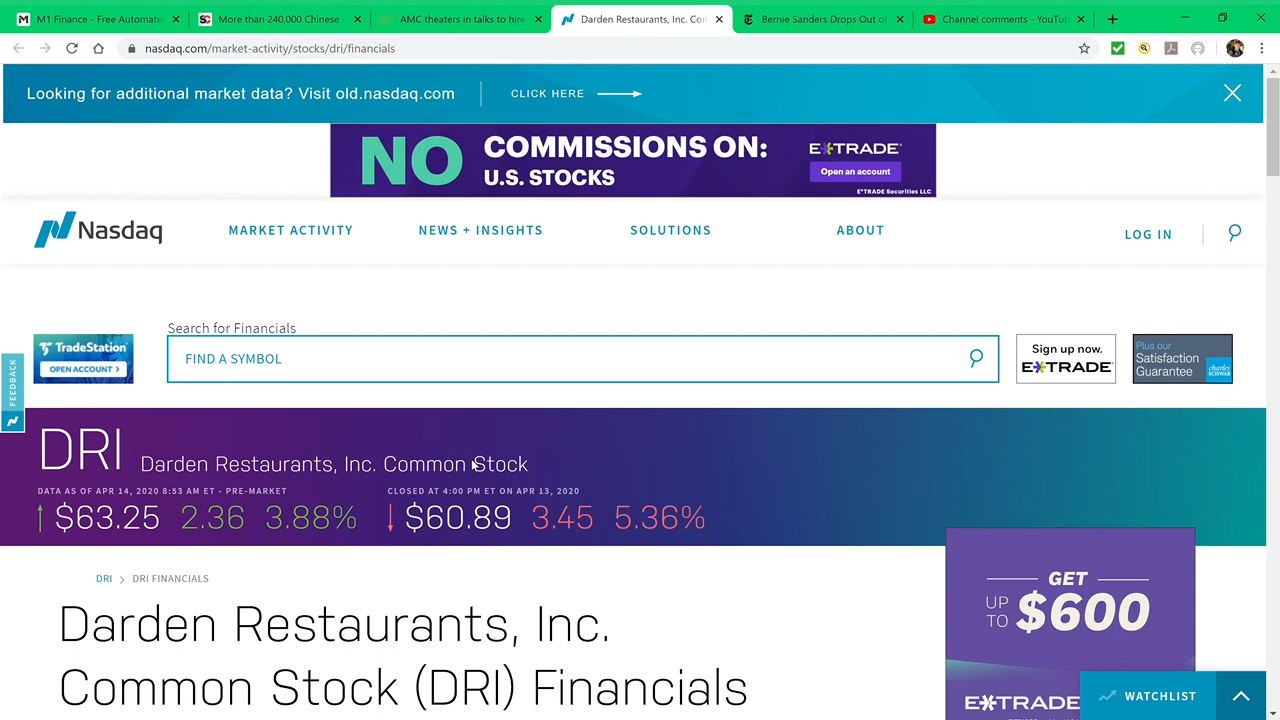 M1 Finance - Free Automate
More than 240,000 Chinese
AMC theaters in talks to hire
Darden Restaurants, Inc. Con
Bernie Sanders Drops Out of
Channel comments - YouTub
nasdaq.com/market-activity/stocks/dri/financials
Looking for additional market data? Visit old.nasdaq.com
CLICK HERE
NO
COMMISSIONS ON:
U.S. STOCKS
E*TRADE
Open an account
E*TRADE Securities LLC
Nasdaq
MARKET ACTIVITY
NEWS + INSIGHTS
SOLUTIONS
ABOUT
LOG IN
Search for Financials
TradeStation
OPEN ACCOUNT >
FIND A SYMBOL
Sign up now.
E*TRADE
Plus our
Satisfaction
Guarantee
charles
SCHWAB
FEEDBACK
DRI Darden Restaurants, Inc. Common Stock
DATA AS OF APR 14, 2020 8:53 AM ET - PRE-MARKET
$63.25 2.36 3.88%
CLOSED AT 4:00 PM ET ON APR 13, 2020
$60.89 3.45 5.36%
DRI > DRI FINANCIALS
Darden Restaurants, Inc.
Common Stock (DRI) Financials
GET
UP TO $600
E*TRADE
WATCHLIST